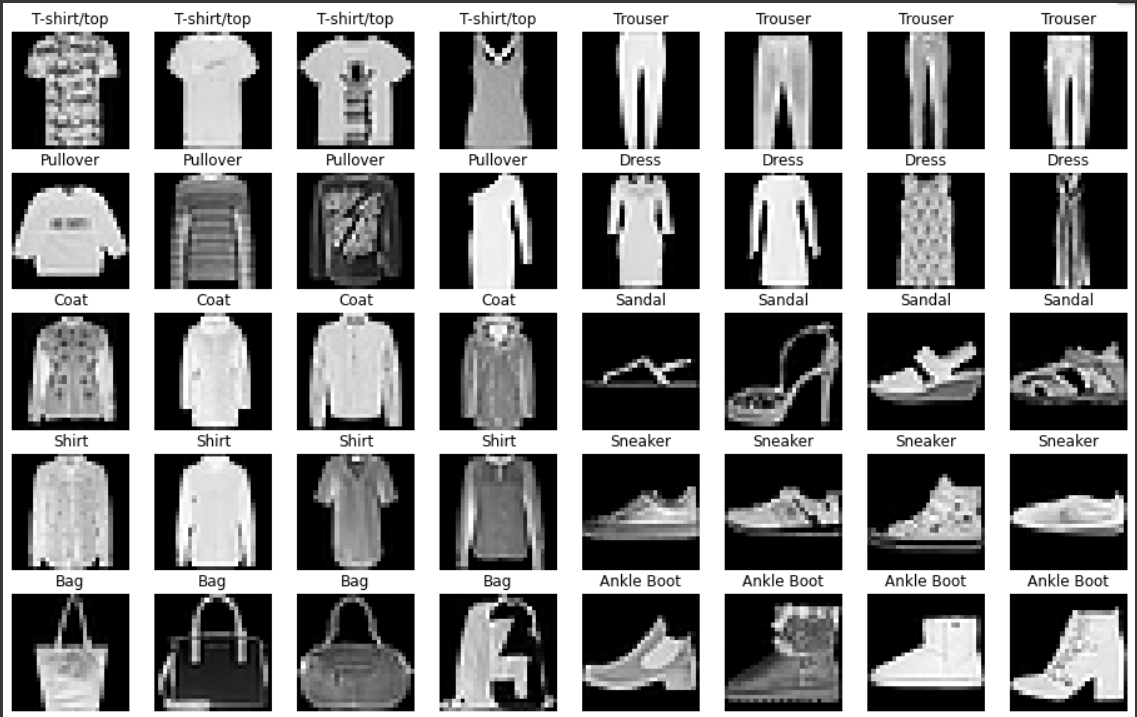 T-shirt/top T-shirt/top T-shirt/top T-shirt/top Trouser Trouser Trouser Trouser
Pullover Pullover Pullover Pullover Dress Dress Dress Dress
Coat Coat Coat Coat Sandal Sandal Sandal Sandal
Shirt Shirt Shirt Shirt Sneaker Sneaker Sneaker Sneaker
Bag Bag Bag Bag Ankle Boot Ankle Boot Ankle Boot Ankle Boot